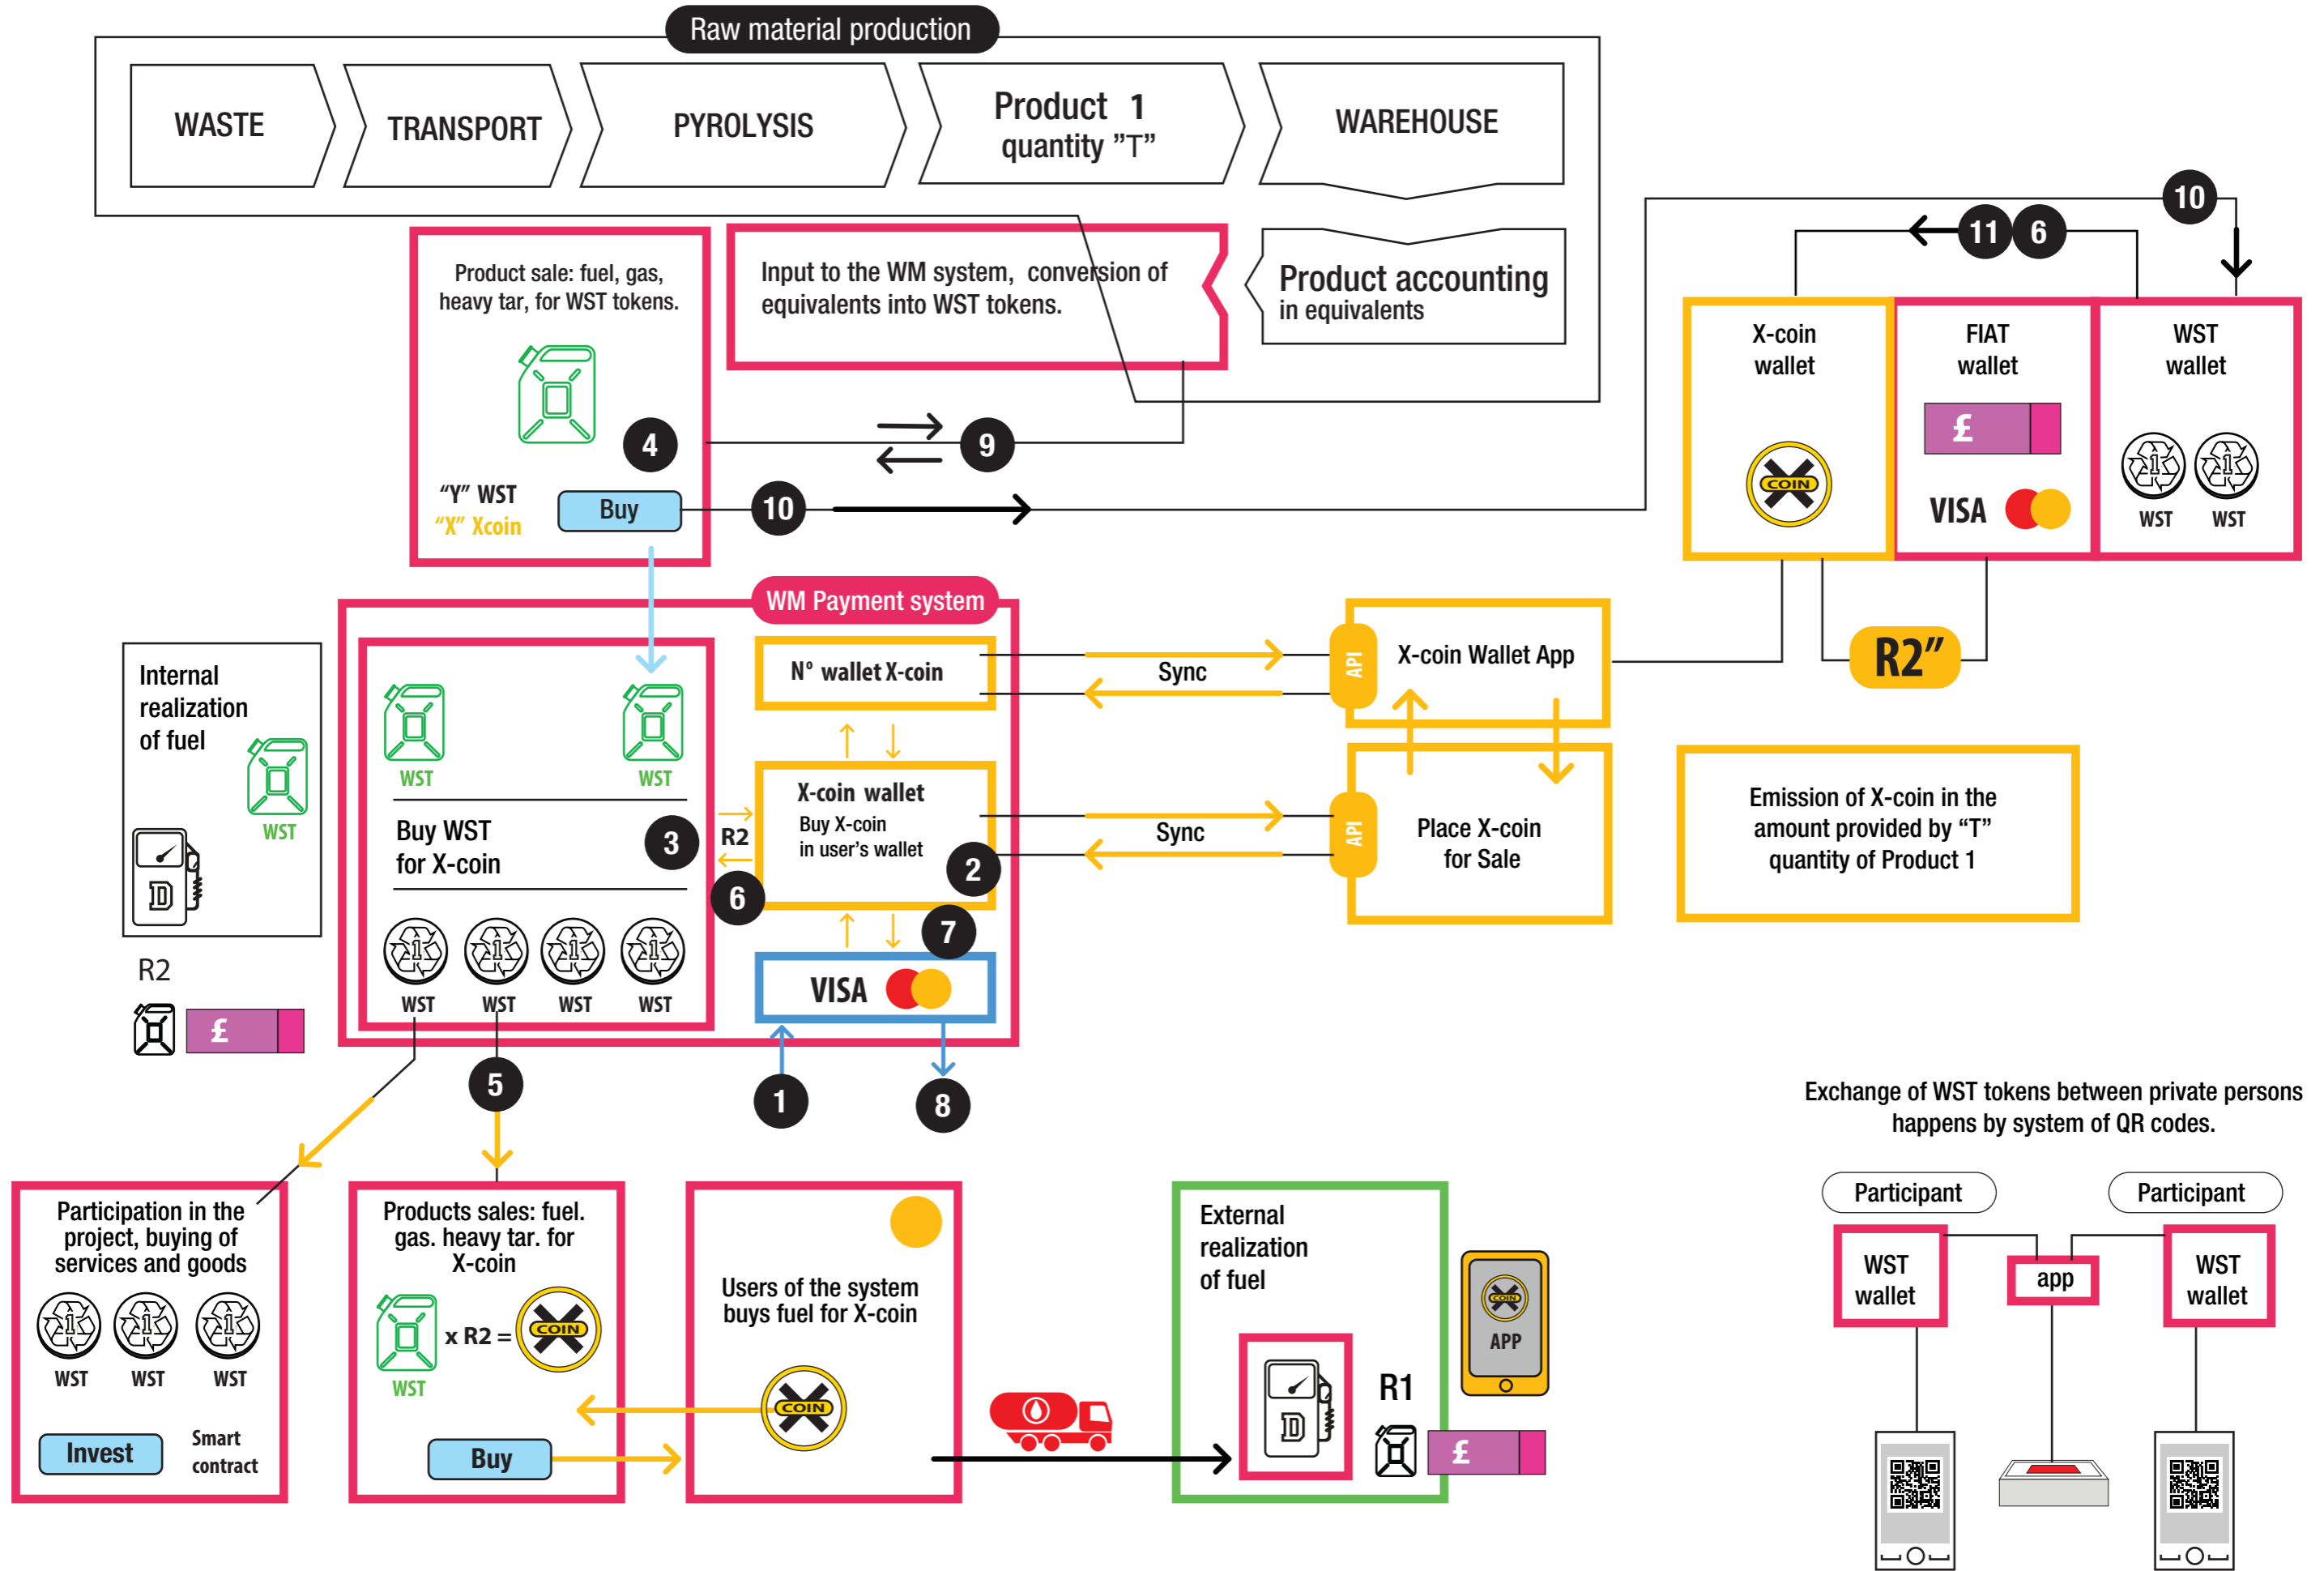 Raw material production
WASTE
TRANSPORT
PYROLYSIS
Product 1
quantity ”T”
WAREHOUSE
Product sale: fuel, gas,
heavy tar, for WST tokens.
4
“Y” WST
“X” Xcoin
Buy
Input to the WM system, conversion of
equivalents into WST tokens.
Product accounting
in equivalents
9
10
10
11
6
X-coin
wallet
COIN
FIAT
wallet
£
VISA
WST
wallet
1
1
WST
WST
R2”
WM Payment system
WST
WST
Buy WST
for X-coin
3
1
1
1
1
WST
WST
WST
WST
R2
6
N° wallet X-coin
X-coin wallet
Buy X-coin
in user’s wallet
2
7
VISA
1
8
Sync
Sync
API
X-coin Wallet App
API
Place X-coin
for Sale
Emission of X-coin in the
amount provided by “T”
quantity of Product 1
Internal
realization
of fuel
WST
D
R2
£
5
Participation in the
project, buying of
services and goods
1
1
1
WST
WST
WST
Invest
Smart
contract
Products sales: fuel.
gas. heavy tar. for
X-coin
WST
x R2 =
COIN
Buy
Users of the system
buys fuel for X-coin
COIN
External
realization
of fuel
D
R1
£
COIN
APP
Exchange of WST tokens between private persons
happens by system of QR codes.
Participant
Participant
WST
wallet
app
WST
wallet